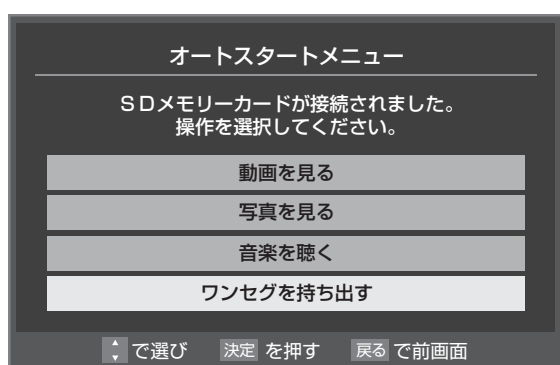 オートスタートメニュー
ＳＤメモリーカードが接続されました。
操作を選択してください。
動画を見る
写真を見る
音楽を聴く
ワンセグを持ち出す
で選び 決定 を押す 戻る で前画面